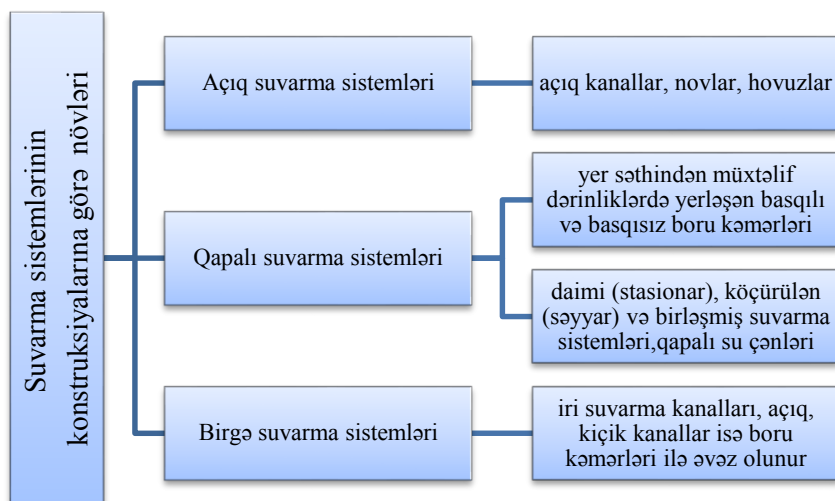 Suvarma sistemlərinin
konstruksiyalarına görə növləri
Açıq suvarma sistemləri
açıq kanallar, novlar, hovuzlar
Qapalı suvarma sistemləri
yer səthindən müxtəlif
dərinliklərdə yerləşən basqılı
və basqısız boru kəmərləri
daimi (stasionar), köçürülən
(səyyar) və birləşmiş suvarma
sistemləri,qapalı su çənləri
Birgə suvarma sistemləri
iri suvarma kanalları, açıq,
kiçik kanallar isə boru
kəmərləri ilə əvəz olunur